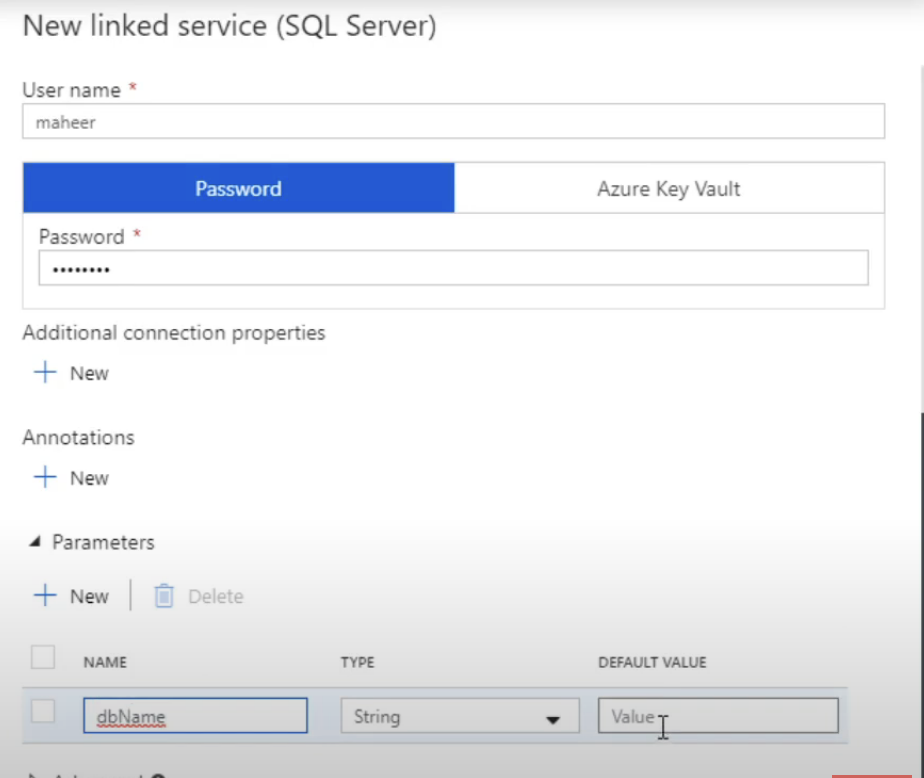 New linked service (SQL Server)
User name *
maheer
Password
Azure Key Vault
Password *
••••••••
Additional connection properties
+ New
Annotations
+ New
Parameters
+ New | Delete
NAME TYPE DEFAULT VALUE
dbName String Value